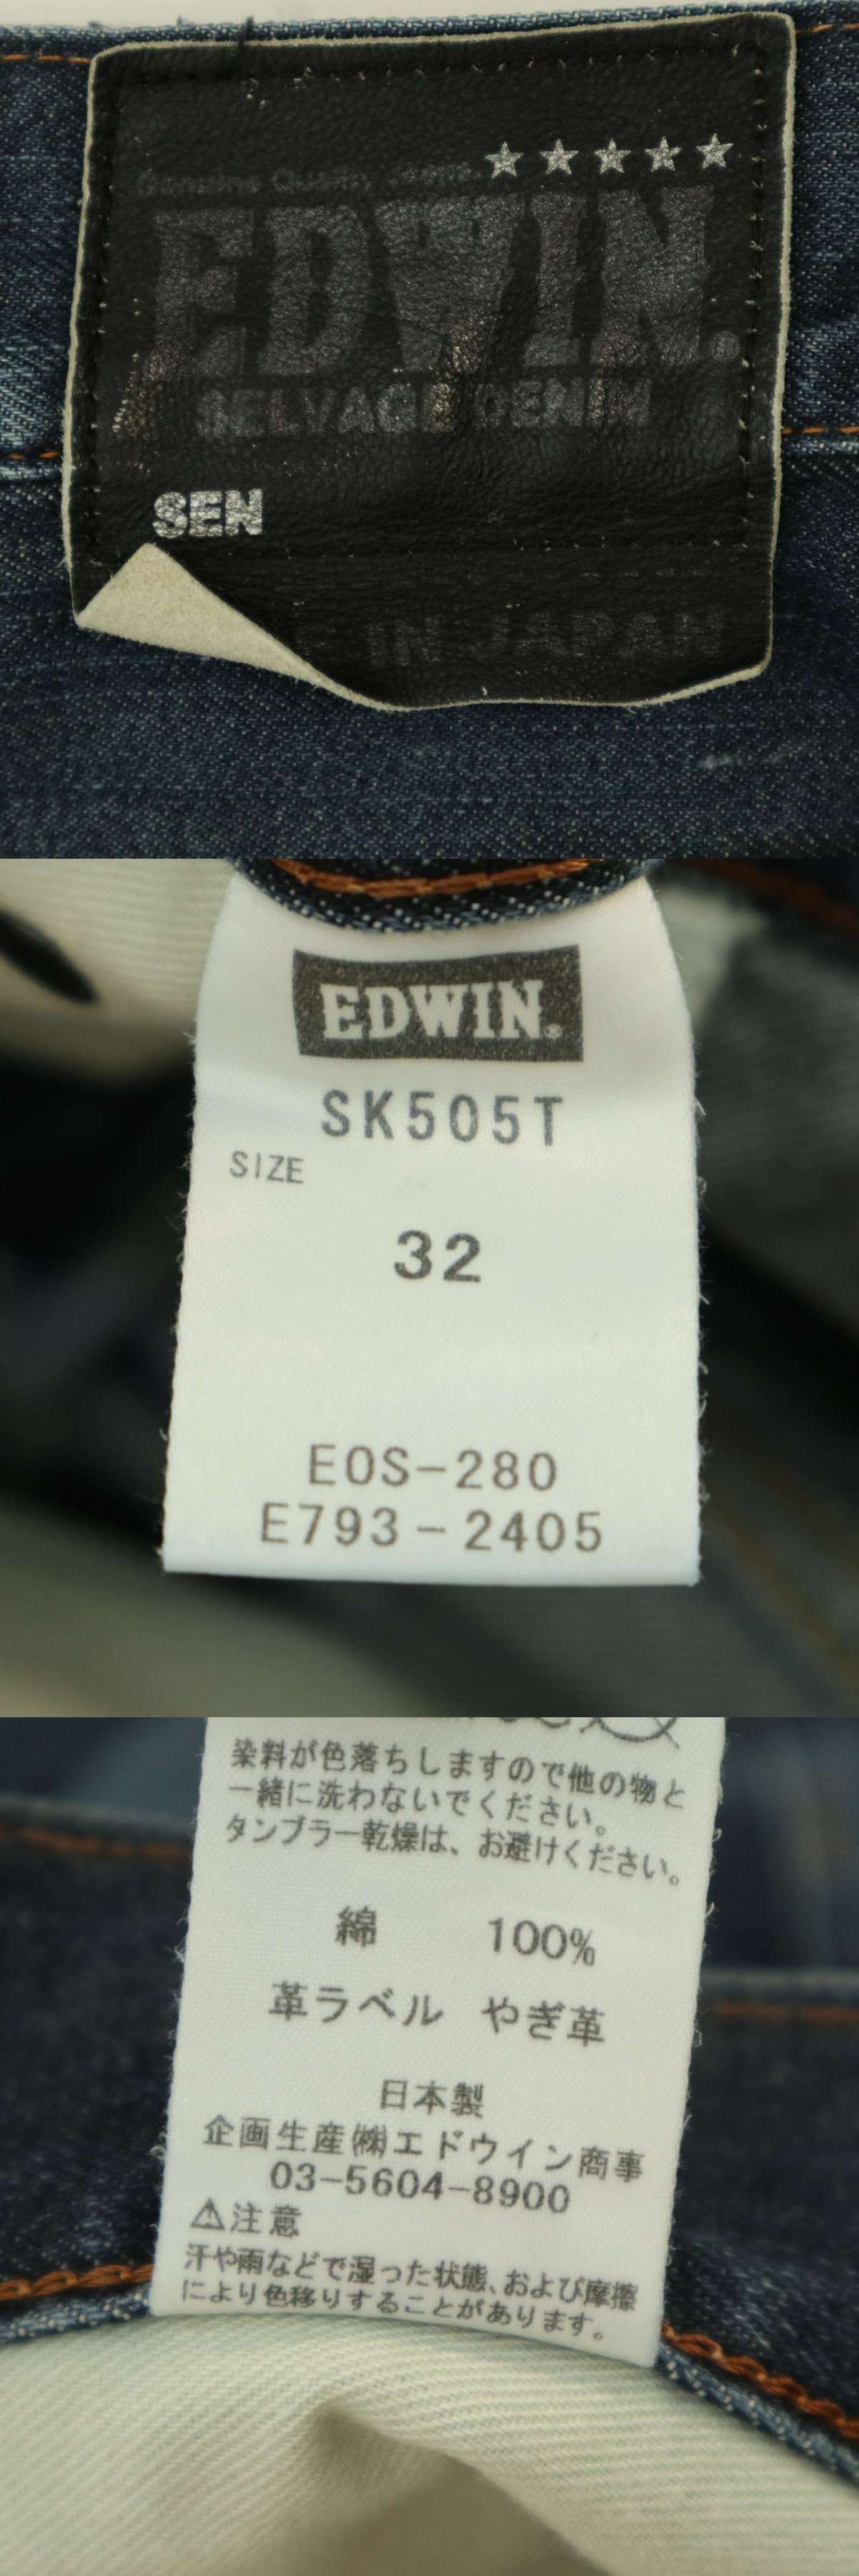 Genuine Quality Jeans ★★★★★
EDWIN.
SELVAGE DENIM
SEN
IN JAPAN
EDWIN.
SK505T
SIZE
32
EOS-280
E793-2405
染料が色落ちしますので他の物と
一緒に洗わないでください。
タンブラー乾燥は、お避けください。
綿 100%
革ラベル やぎ革
日本製
企画生産㈱エドウイン商事
03-5604-8900
⚠注意
汗や雨などで湿った状態、および摩擦
により色移りすることがあります。